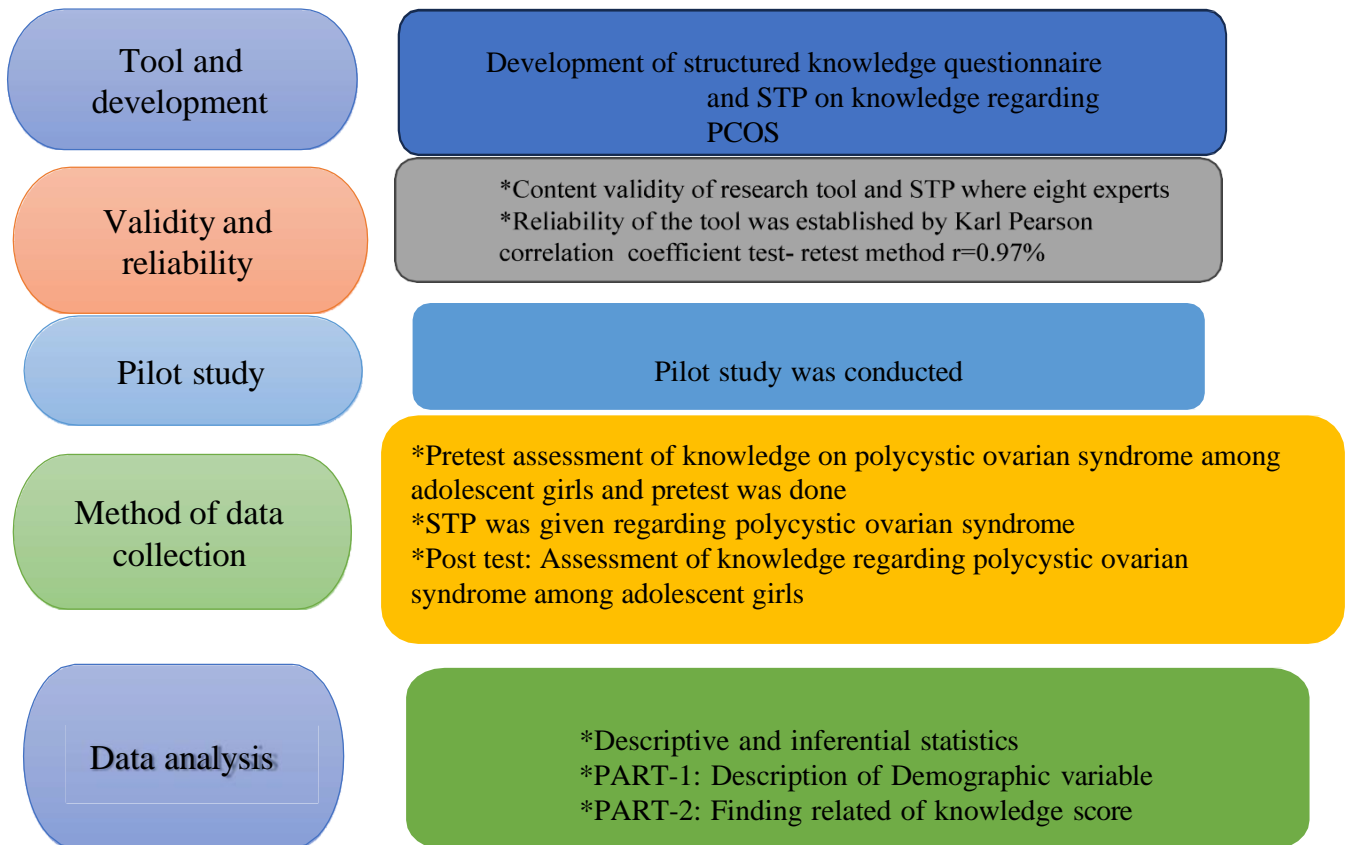 Tool and
development
Development of structured knowledge questionnaire
and STP on knowledge regarding
PCOS
Validity and
reliability
*Content validity of research tool and STP where eight experts
*Reliability of the tool was established by Karl Pearson
correlation coefficient test- retest method r=0.97%
Pilot study
Pilot study was conducted
Method of data
collection
*Pretest assessment of knowledge on polycystic ovarian syndrome among
adolescent girls and pretest was done
*STP was given regarding polycystic ovarian syndrome
*Post test: Assessment of knowledge regarding polycystic ovarian
syndrome among adolescent girls
Data analysis
*Descriptive and inferential statistics
*PART-1: Description of Demographic variable
*PART-2: Finding related of knowledge score